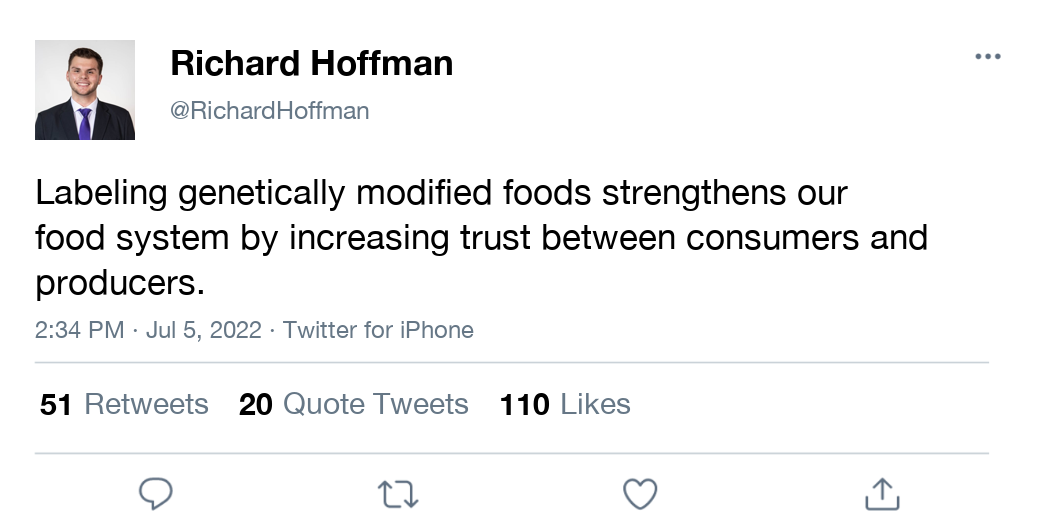 Richard Hoffman
@RichardHoffman
Labeling genetically modified foods strengthens our
food system by increasing trust between consumers and
producers.
2:34 PM · Jul 5, 2022 · Twitter for iPhone
51 Retweets 20 Quote Tweets 110 Likes